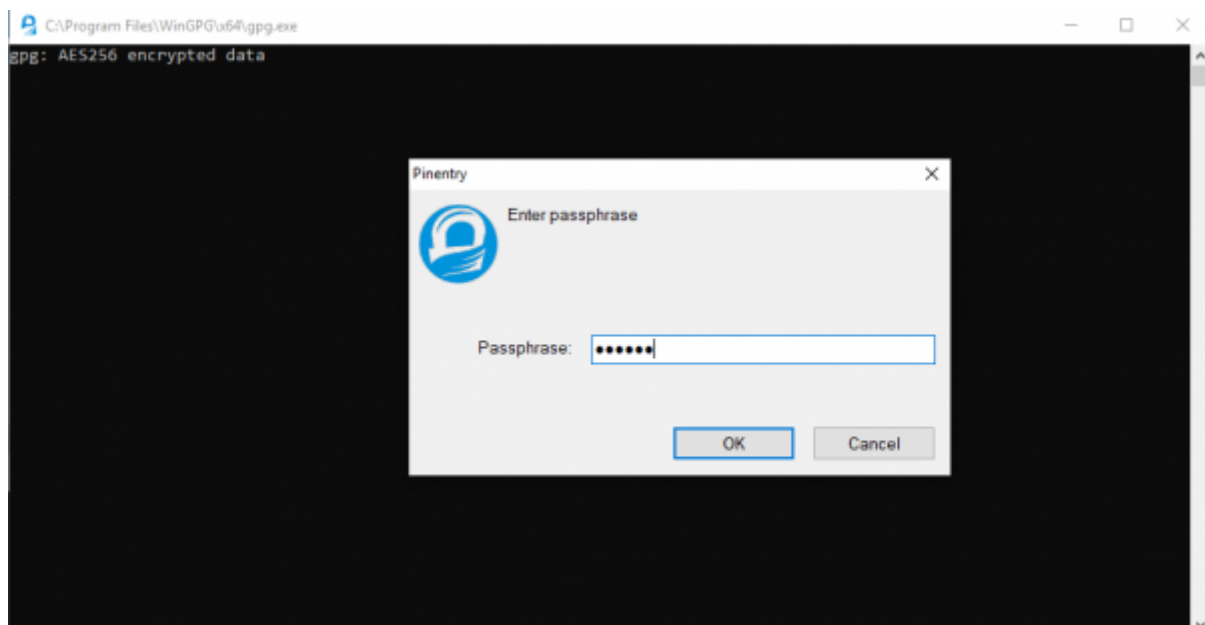 C:\Program Files\WinGPG\x64\gpg.exe
gpg: AES256 encrypted data
Pinentry
Enter passphrase
Passphrase: ••••••
OK Cancel